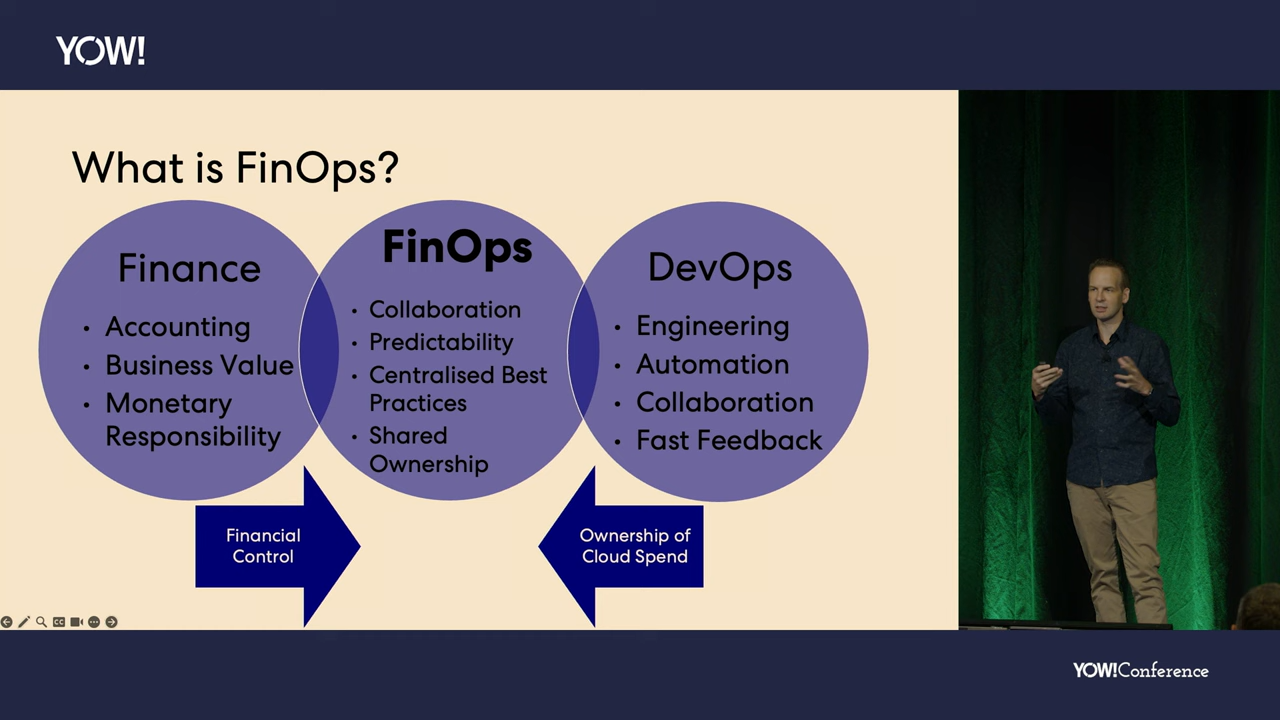 YOW!
What is FinOps?
Finance
• Accounting
• Business Value
• Monetary
Responsibility
FinOps
• Collaboration
• Predictability
• Centralised Best
Practices
• Shared
Ownership
DevOps
• Engineering
• Automation
• Collaboration
• Fast Feedback
Financial
Control
Ownership of
Cloud Spend
CC
YOW!Conference